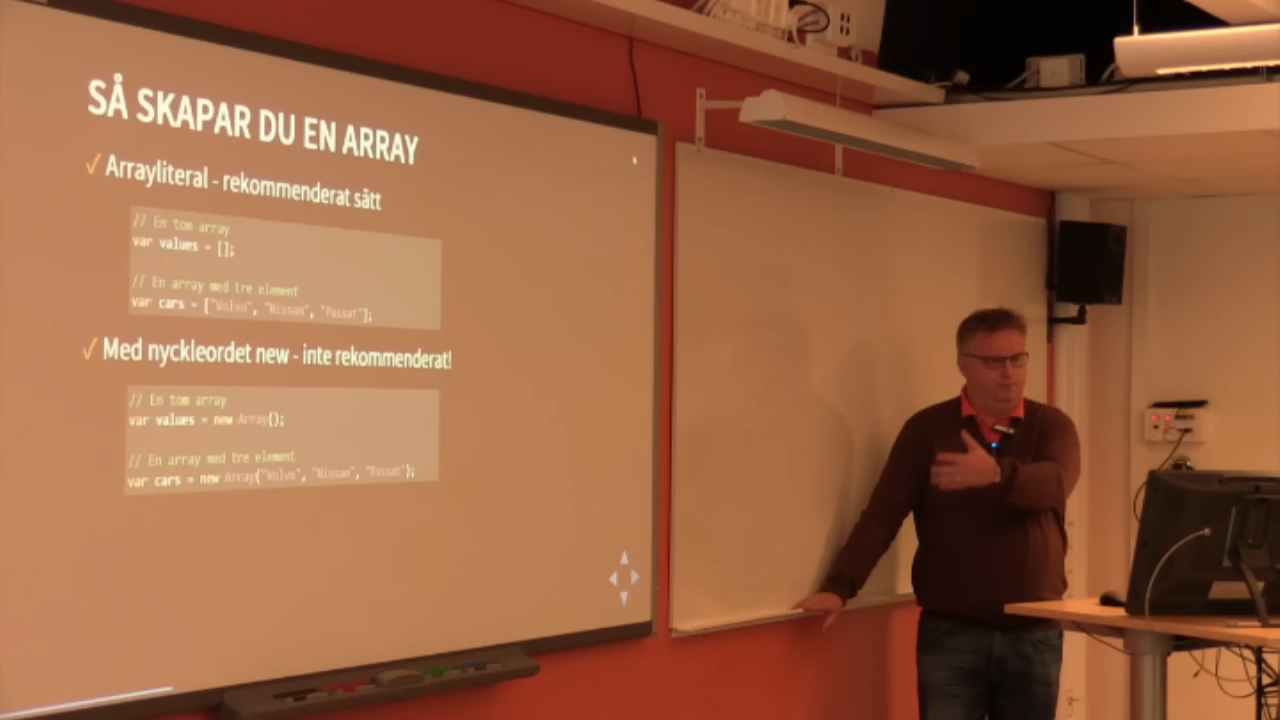 SÅ SKAPAR DU EN ARRAY
✓ Arrayliteral - rekommenderat sätt
// En tom array
var values = [];
// En array med tre element
var cars = ["Volvo", "Nissan", "Passat"];
✓ Med nyckleordet new - inte rekommenderat!
// En tom array
var values = new Array();
// En array med tre element
var cars = new Array("Volvo", "Nissan", "Passat");